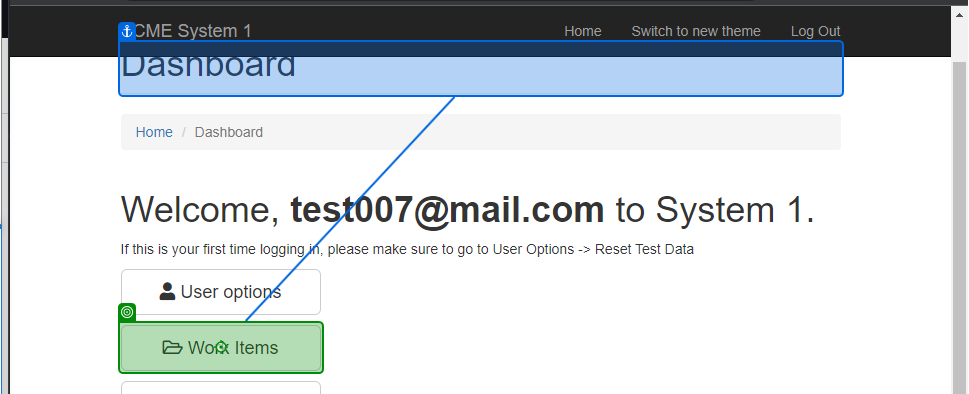 CME System 1 Home Switch to new theme Log Out
Dashboard
Home / Dashboard
Welcome, test007@mail.com to System 1.
If this is your first time logging in, please make sure to go to User Options -> Reset Test Data
User options
Work Items